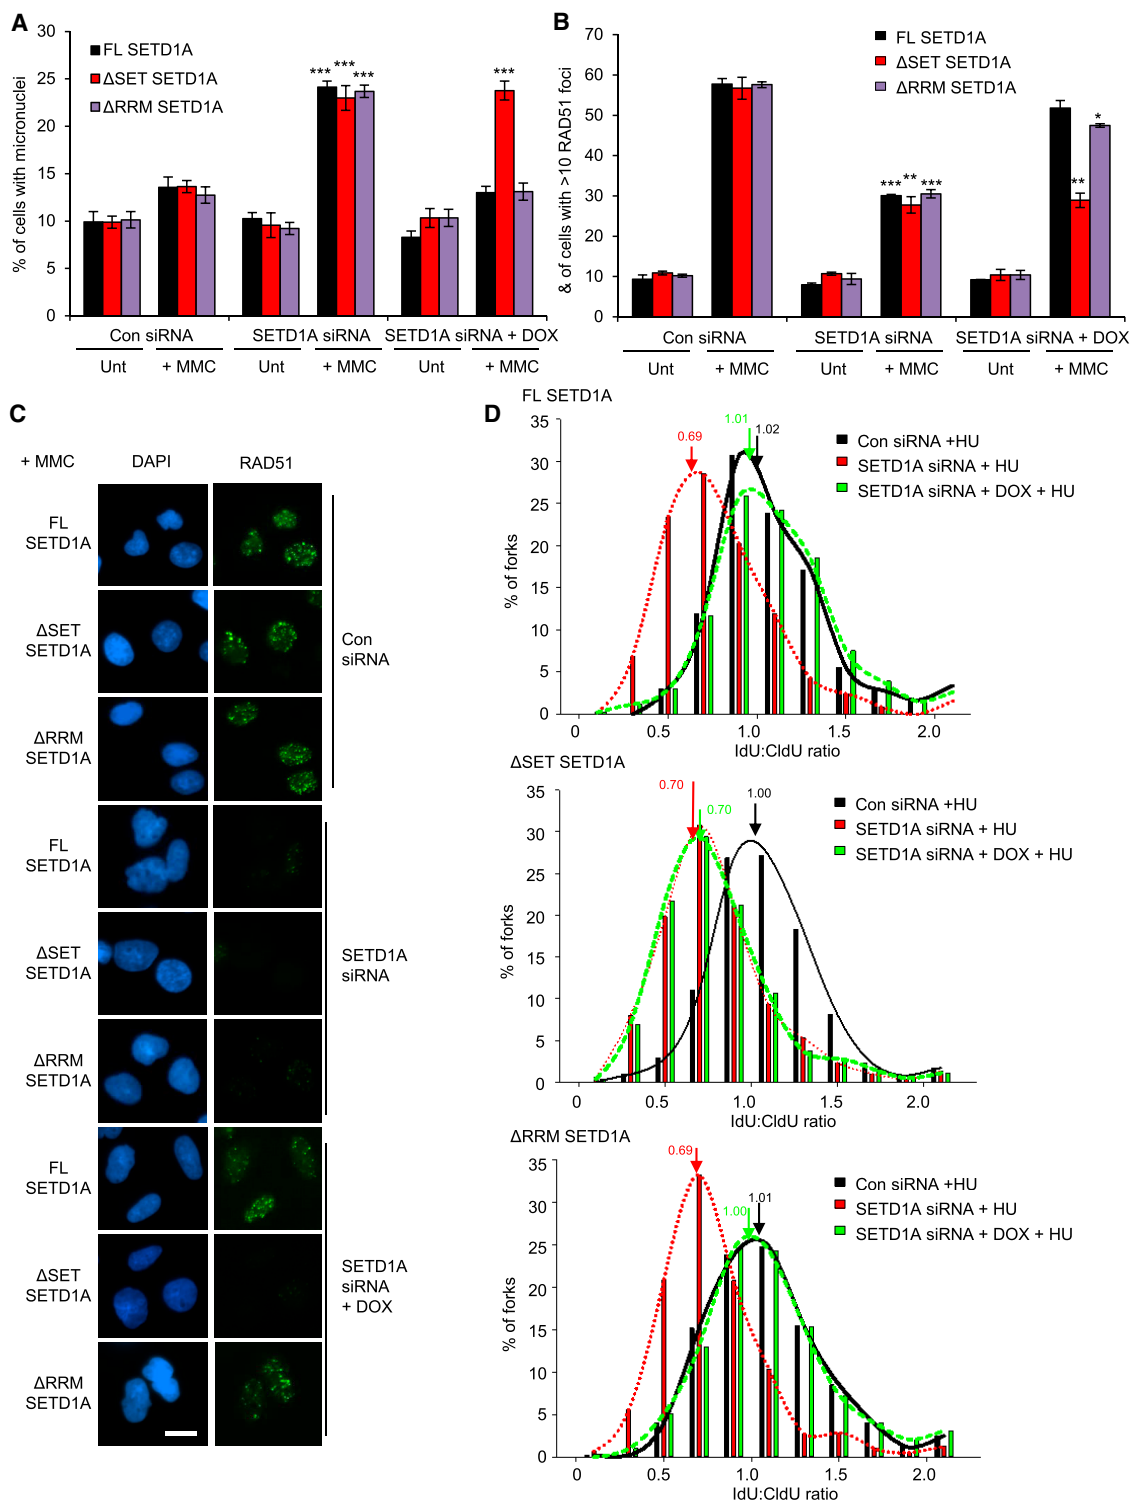 A
% of cells with micronuclei
30
25
20
15
10
5
0
FL SETD1A
ΔSET SETD1A
ΔRRM SETD1A
*** *** ***
***
Con siRNA
SETD1A siRNA
SETD1A siRNA + DOX
Unt
+ MMC
Unt
+ MMC
Unt
+ MMC
B
& of cells with >10 RAD51 foci
70
60
50
40
30
20
10
0
FL SETD1A
ΔSET SETD1A
ΔRRM SETD1A
*** ** ***
**
*
Con siRNA
SETD1A siRNA
SETD1A siRNA + DOX
Unt
+ MMC
Unt
+ MMC
Unt
+ MMC
C
+ MMC
DAPI
RAD51
FL
SETD1A
ΔSET
SETD1A
ΔRRM
SETD1A
Con
siRNA
FL
SETD1A
ΔSET
SETD1A
ΔRRM
SETD1A
SETD1A
siRNA
FL
SETD1A
ΔSET
SETD1A
ΔRRM
SETD1A
SETD1A
siRNA
+ DOX
D
FL SETD1A
% of forks
35
30
25
20
15
10
5
0
0.69
1.01
1.02
Con siRNA +HU
SETD1A siRNA + HU
SETD1A siRNA + DOX + HU
0
0.5
1.0
1.5
2.0
IdU:CldU ratio
ΔSET SETD1A
% of forks
35
30
25
20
15
10
5
0
0.70
0.70
1.00
Con siRNA +HU
SETD1A siRNA + HU
SETD1A siRNA + DOX + HU
0
0.5
1.0
1.5
2.0
IdU:CldU ratio
ΔRRM SETD1A
% of forks
35
30
25
20
15
10
5
0
0.69
1.00
1.01
Con siRNA +HU
SETD1A siRNA + HU
SETD1A siRNA + DOX + HU
0
0.5
1.0
1.5
2.0
IdU:CldU ratio